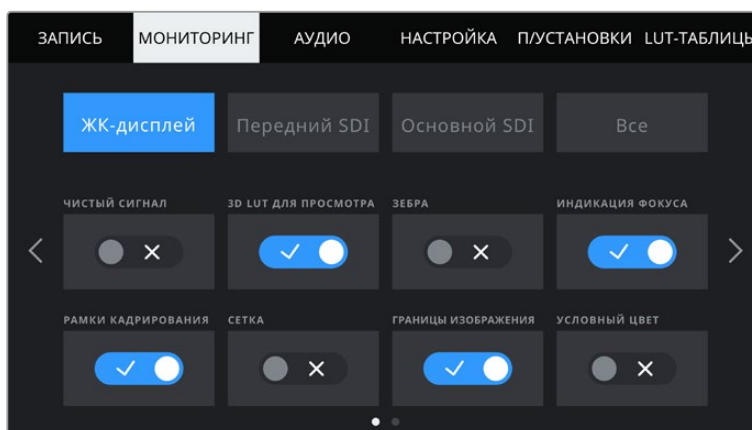 ЗАПИСЬ МОНИТОРИНГ АУДИО НАСТРОЙКА П/УСТАНОВКИ LUT-ТАБЛИЦЫ
ЖК-дисплей Передний SDI Основной SDI Все
ЧИСТЫЙ СИГНАЛ 3D LUT ДЛЯ ПРОСМОТРА ЗЕБРА ИНДИКАЦИЯ ФОКУСА
РАМКИ КАДРИРОВАНИЯ СЕТКА ГРАНИЦЫ ИЗОБРАЖЕНИЯ УСЛОВНЫЙ ЦВЕТ